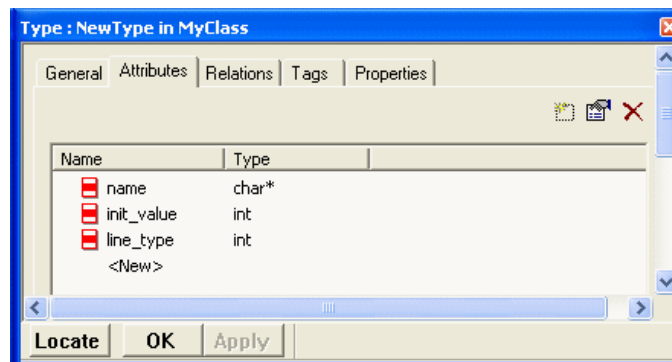 Type : NewType in MyClass
General Attributes Relations Tags Properties
Name Type
name char*
init_value int
line_type int
<New>
Locate OK Apply